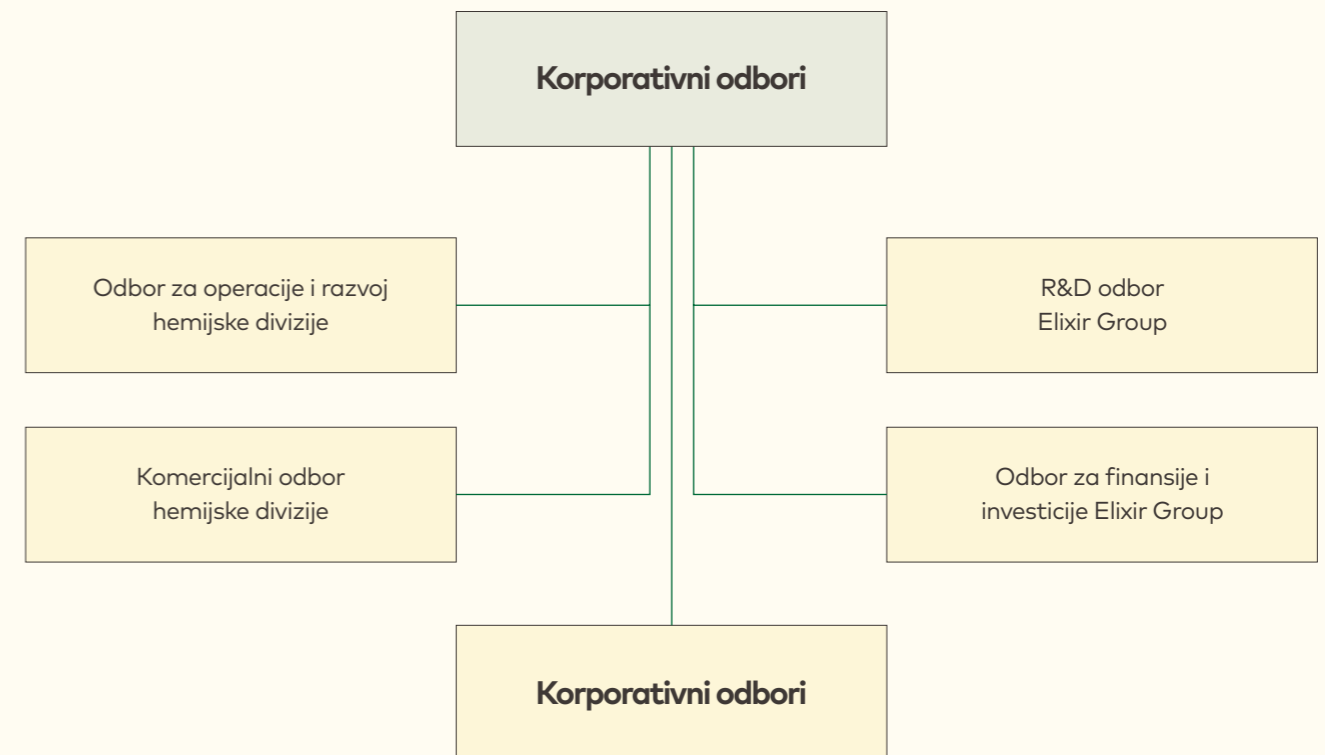 Korporativni odbori
Odbor za operacije i razvoj
hemijske divizije
R&D odbor
Elixir Group
Komercijalni odbor
hemijske divizije
Odbor za finansije i
investicije Elixir Group
Korporativni odbori